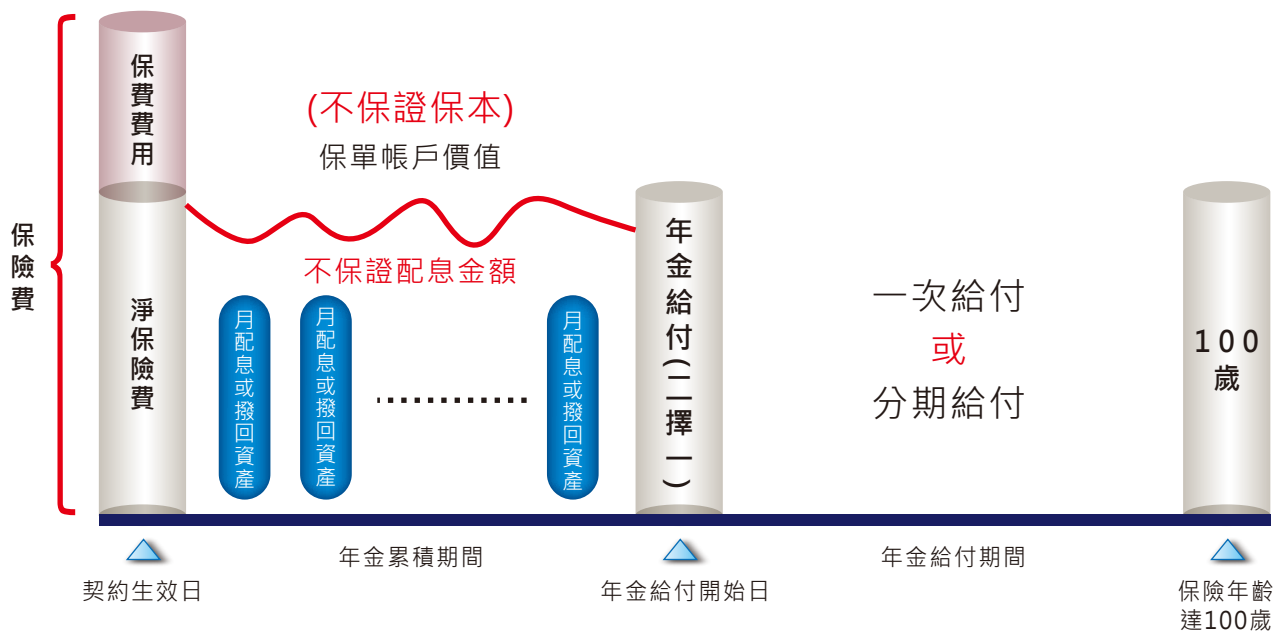 保險費
保費費用
淨保險費
(不保證保本)
保單帳戶價值
不保證配息金額
月配息或撥回資產
月配息或撥回資產
月配息或撥回資產
年金給付(二擇一)
一次給付
或
分期給付
100
歲
契約生效日
年金累積期間
年金給付開始日
年金給付期間
保險年齡
達100歲